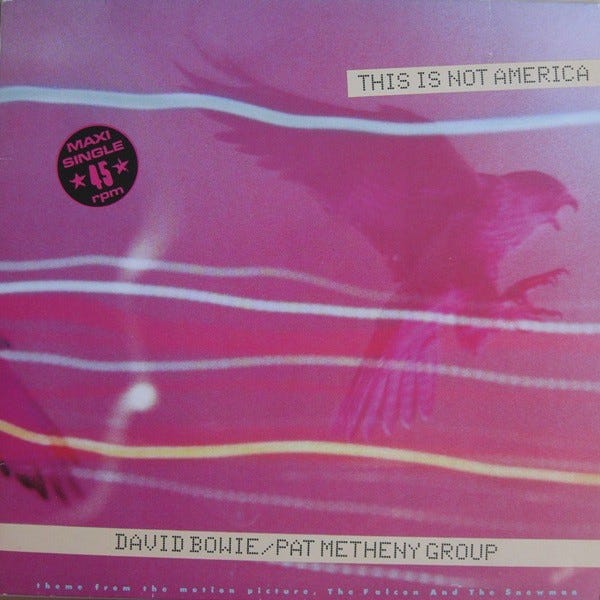 THIS IS NOT AMERICA
MAXI
SINGLE
45
rpm
DAVID BOWIE/PAT METHENY GROUP
theme from the motion picture, The Falcon And The Snowman